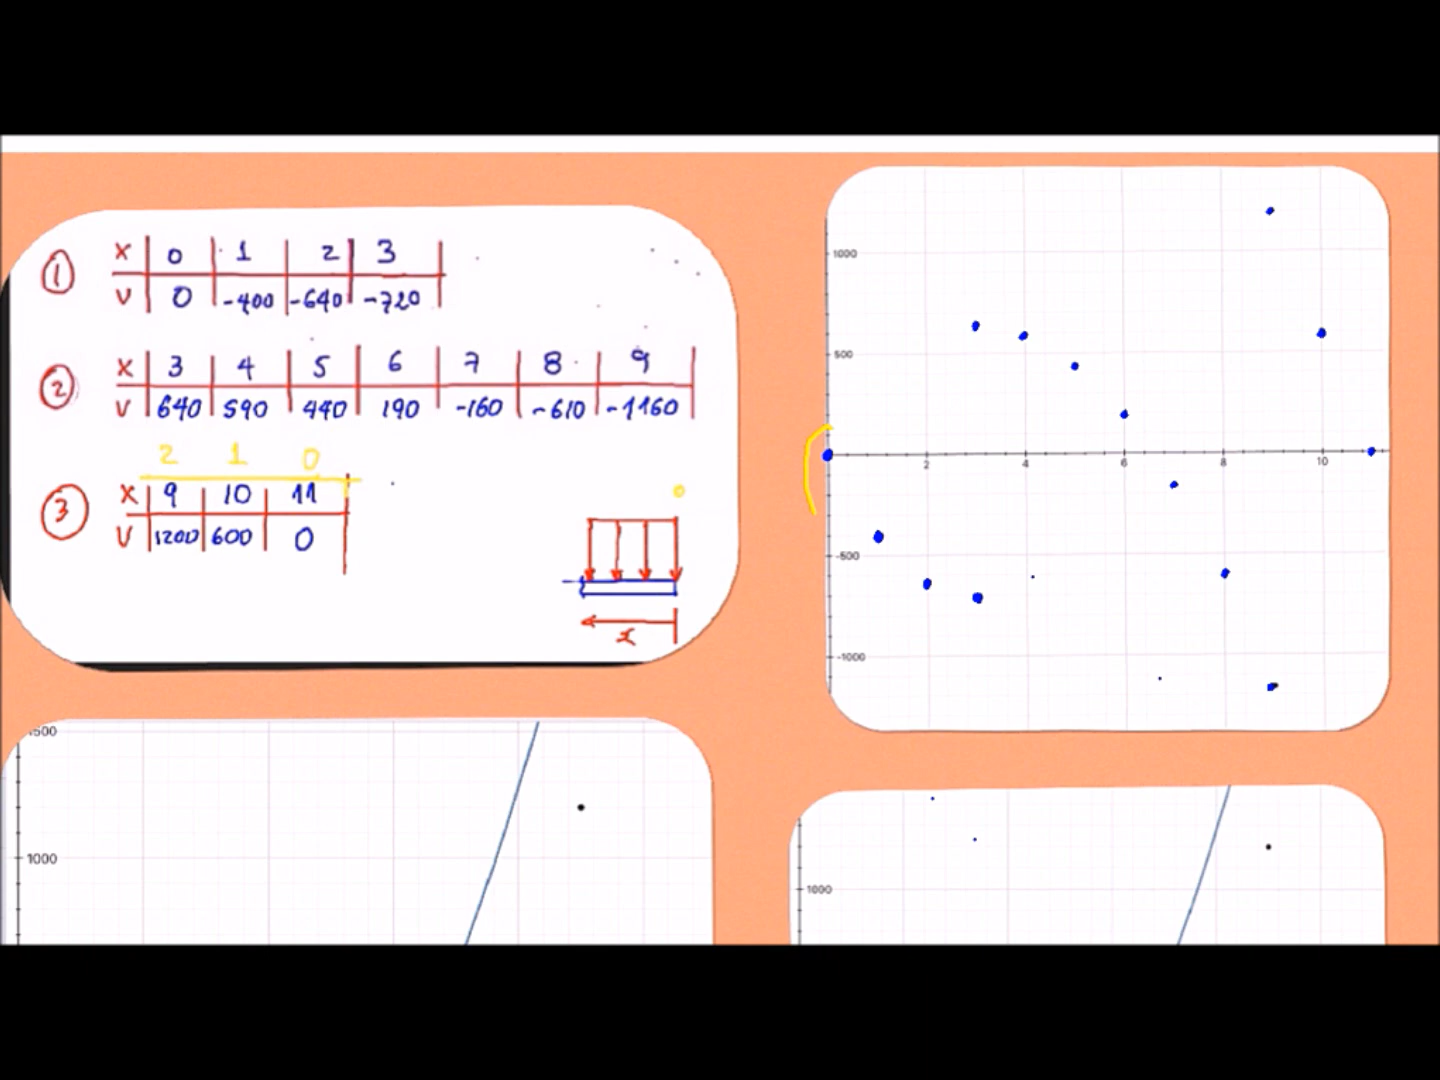 ① x 0 1 2 3
V 0 -400 -640 -720
② x 3 4 5 6 7 8 9
V 640 590 440 190 -160 -610 -1160
2 1 0
③ x 9 10 11
V 1200 600 0
0
x
1000
500
2 4 6 8 10
-500
-1000
1000
1000